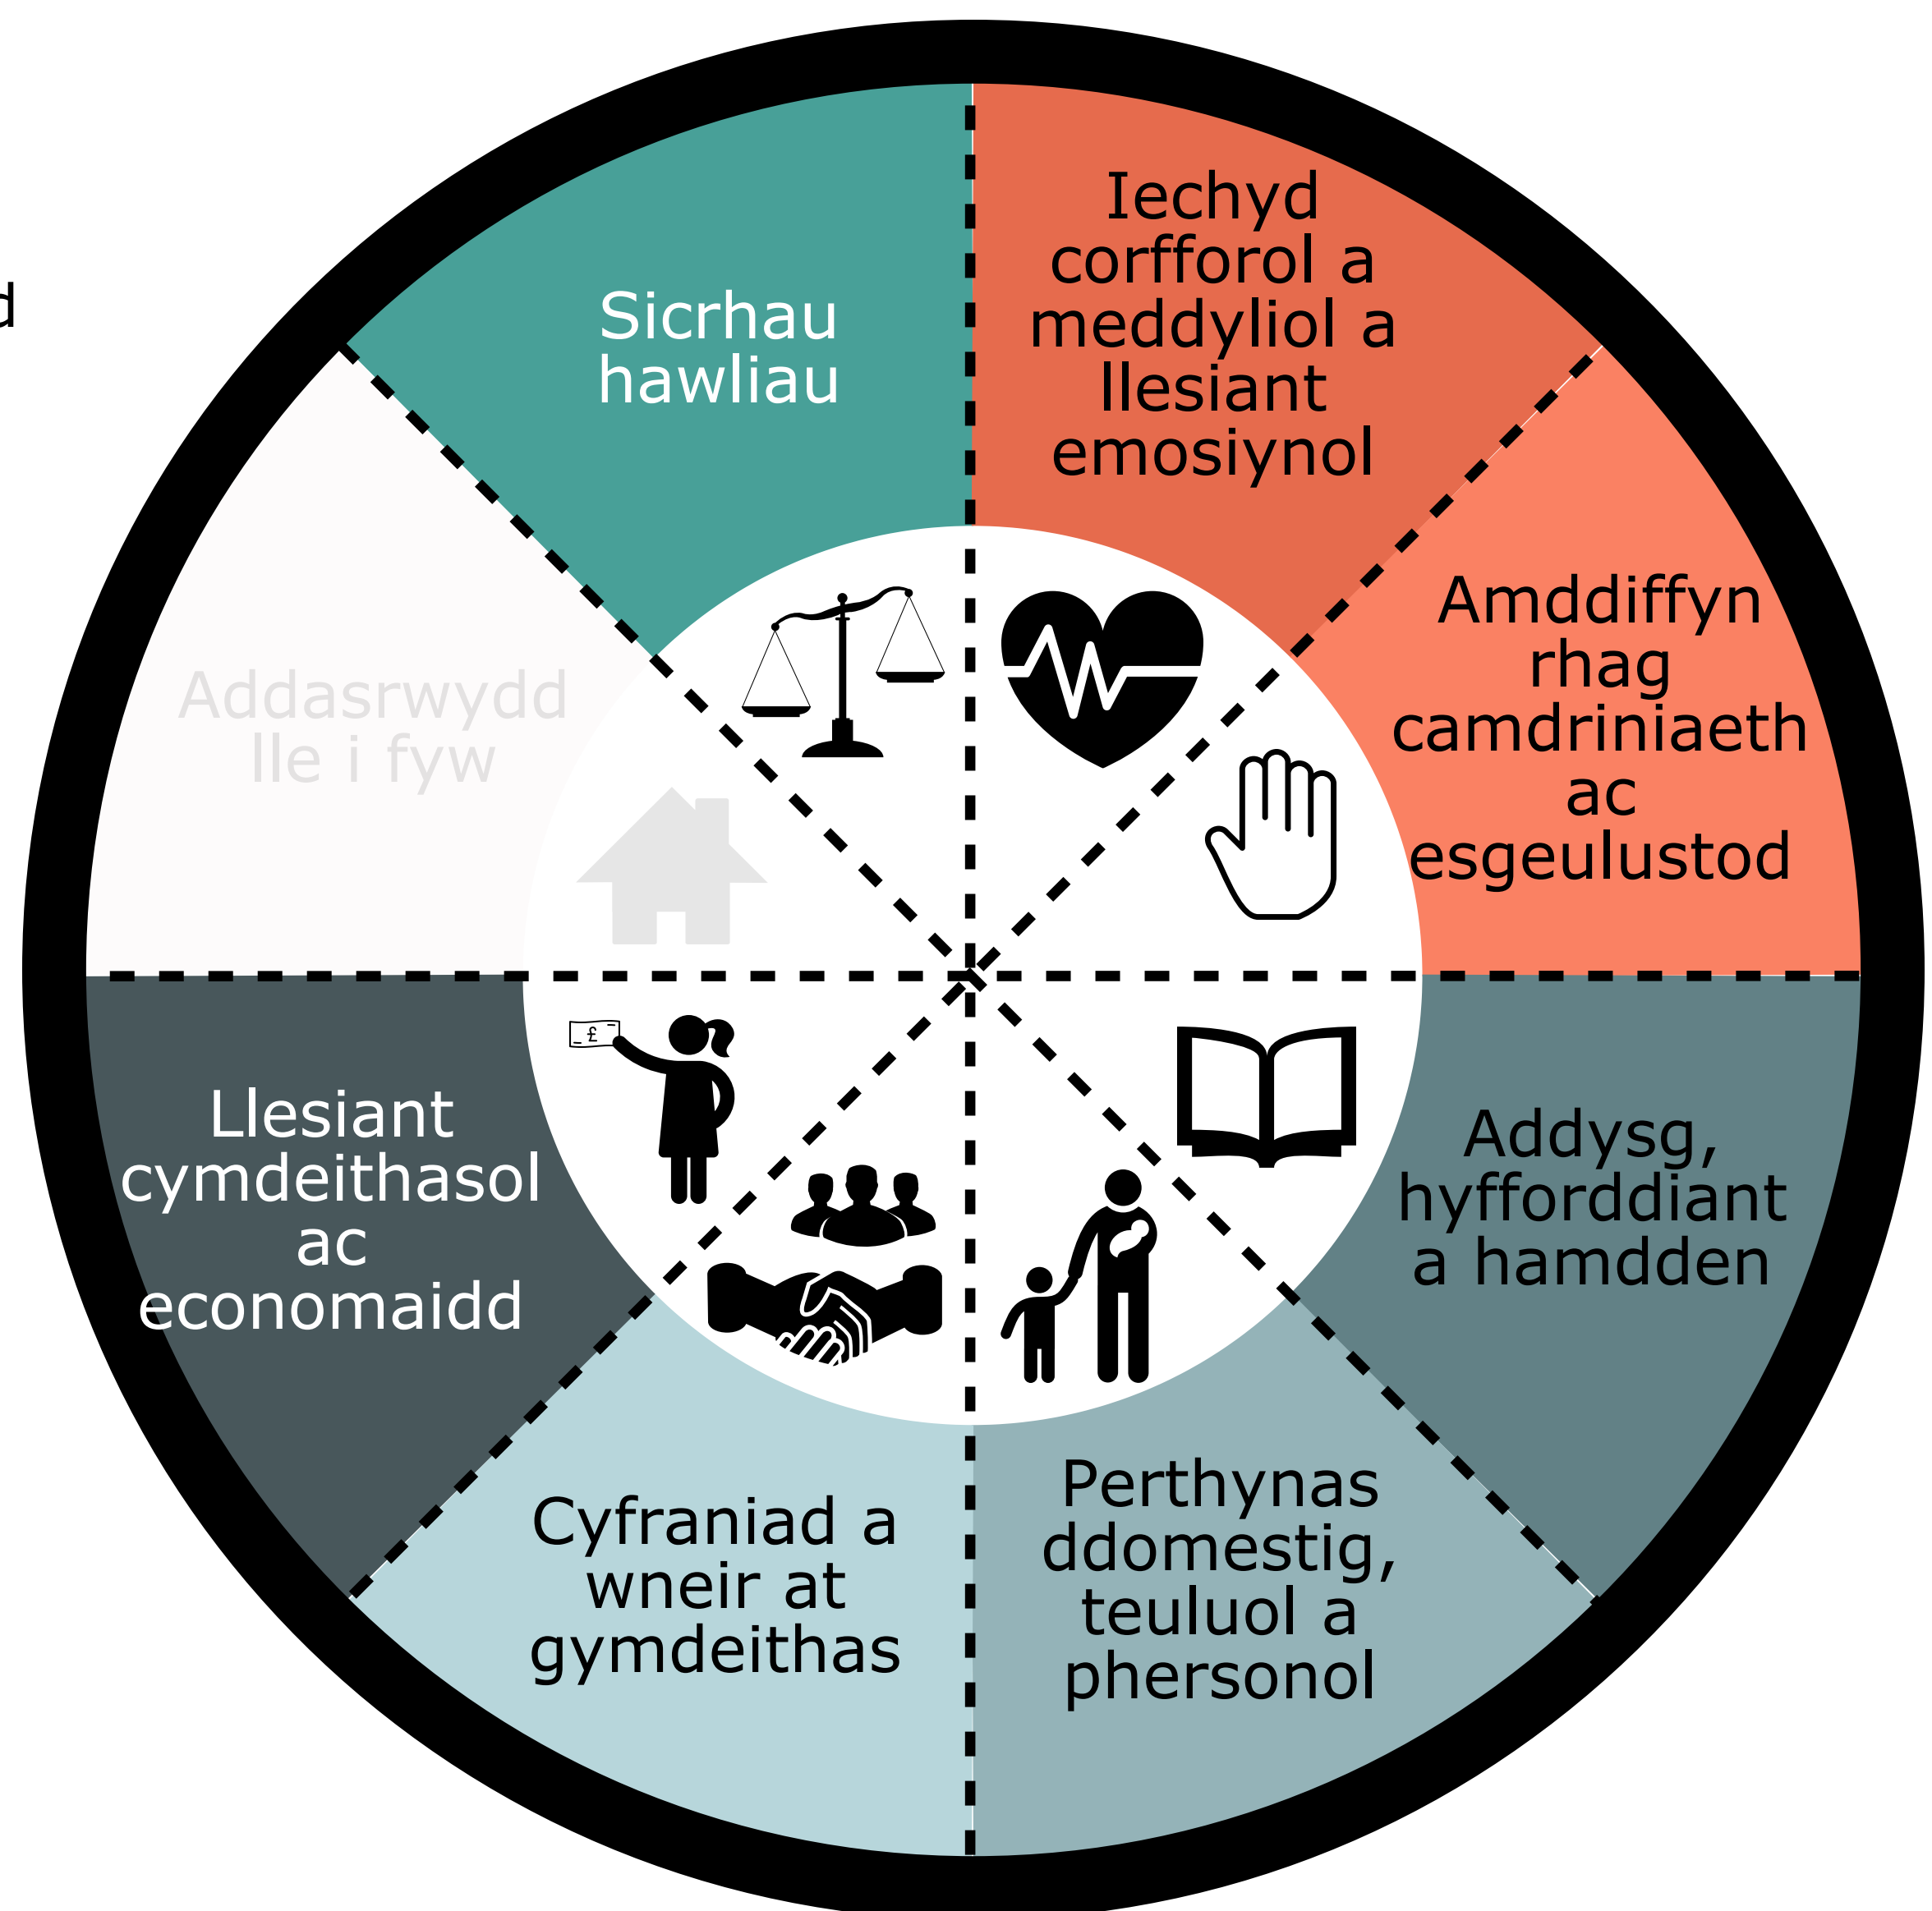 Iechyd
corfforol a
meddyliol a
llesiant
emosiynol
Amddiffyn
rhag
camdriniaeth
ac
esgeulustod
Addysg,
hyfforddiant
a hamdden
Perthynas
ddomestig,
teuluol a
phersonol
Cyfraniad a
wneir at
gymdeithas
Llesiant
cymdeithasol
ac
economaidd
£
Addasrwydd
lle i fyw
Sicrhau
hawliau